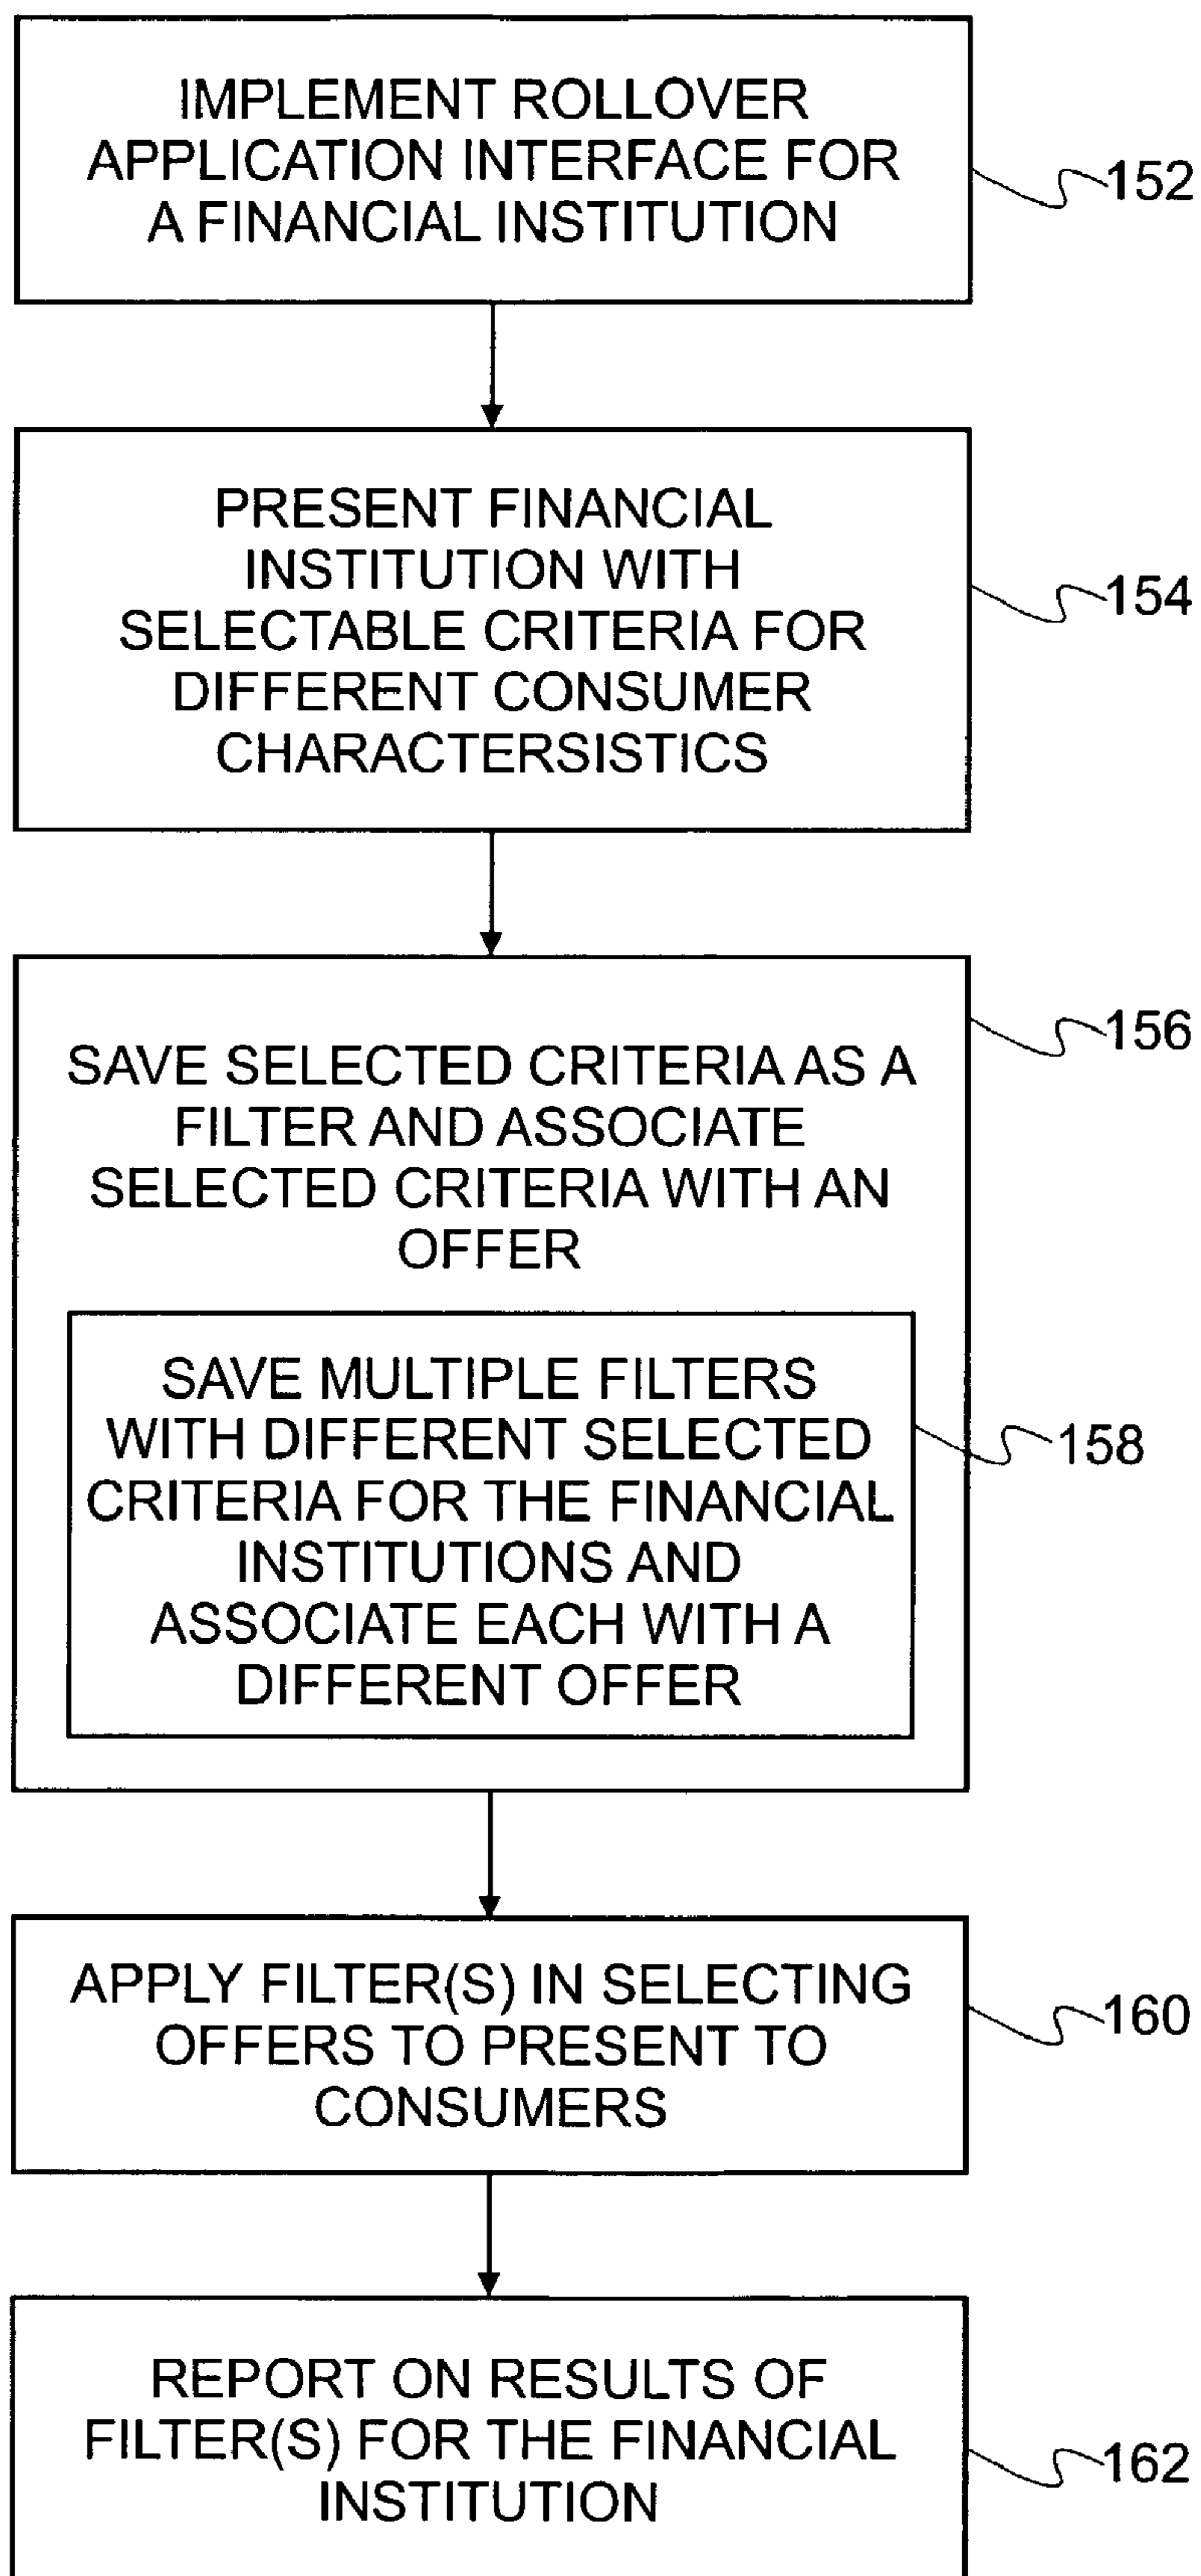 IMPLEMENT ROLLOVER
APPLICATION INTERFACE FOR
A FINANCIAL INSTITUTION
152
PRESENT FINANCIAL
INSTITUTION WITH
SELECTABLE CRITERIA FOR
DIFFERENT CONSUMER
CHARACTERSISTICS
154
156
SAVE SELECTED CRITERIA AS A
FILTER AND ASSOCIATE
SELECTED CRITERIA WITH AN
OFFER
SAVE MULTIPLE FILTERS
WITH DIFFERENT SELECTED
CRITERIA FOR THE FINANCIAL
INSTITUTIONS AND
ASSOCIATE EACH WITH A
DIFFERENT OFFER
158
APPLY FILTER(S) IN SELECTING
OFFERS TO PRESENT TO
CONSUMERS
160
REPORT ON RESULTS OF
FILTER(S) FOR THE FINANCIAL
INSTITUTION
162